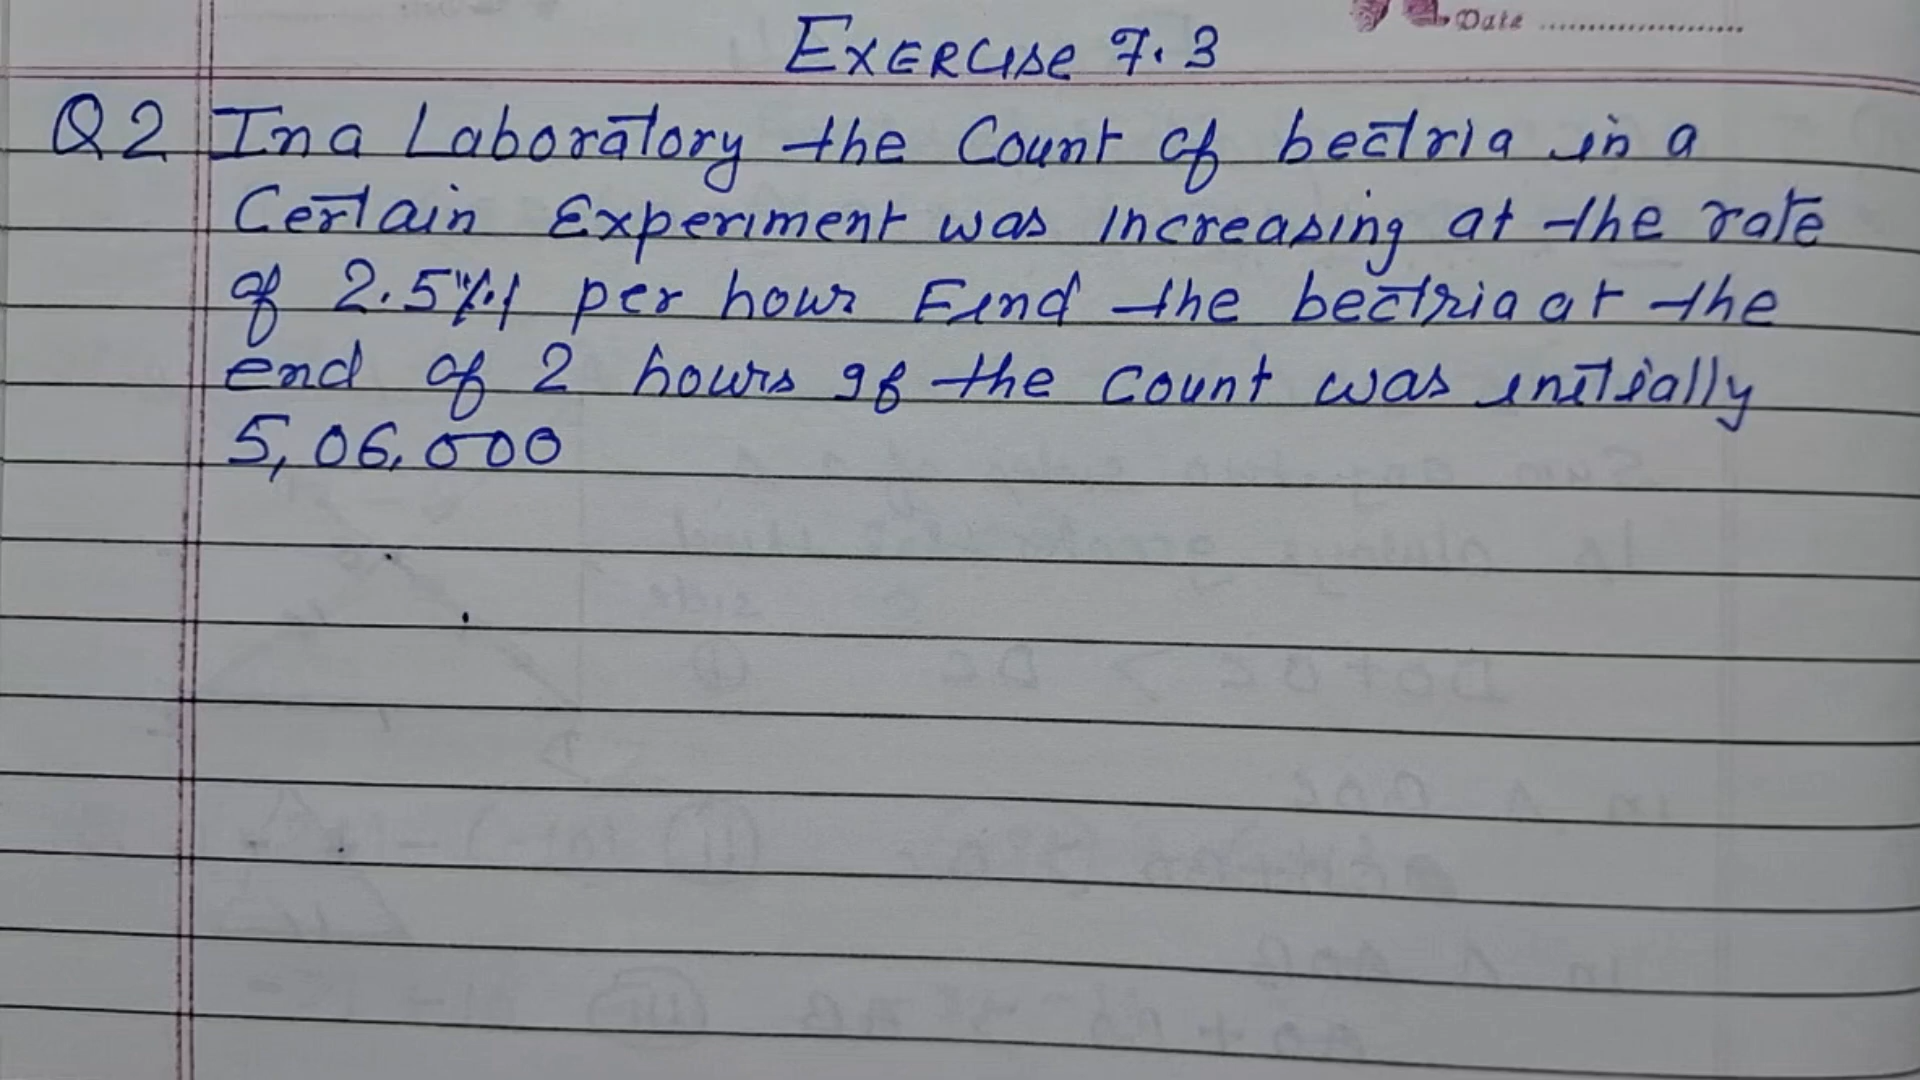 Date
EXERCISE 7.3
Q2 In a Laboratory the Count of bectria in a
Certain Experiment was increasing at the rate
of 2.5% per hour Find the bectria at the
end of 2 hours If the count was initially
5,06,000